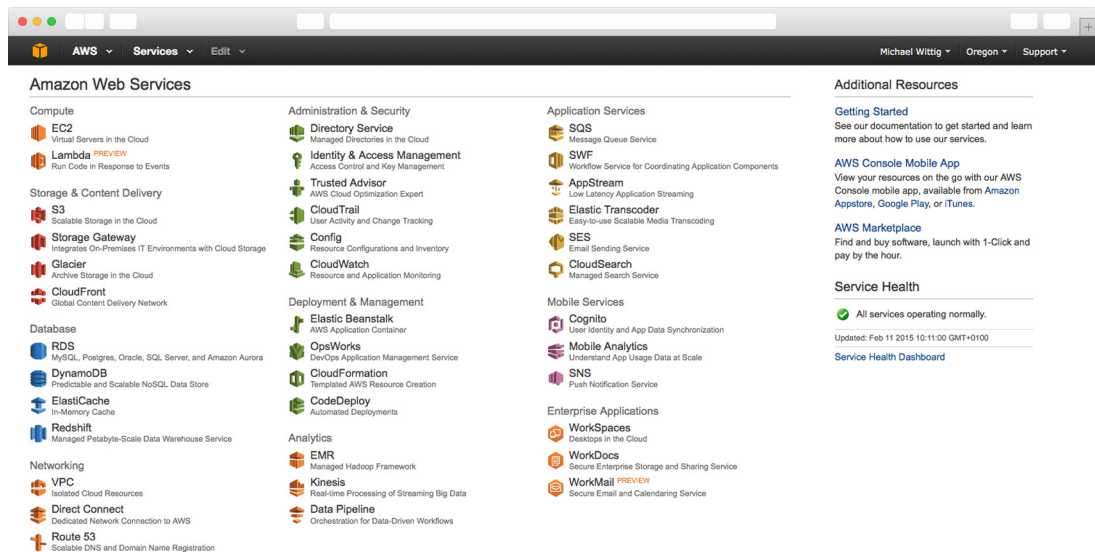 AWS Services Edit Michael Wittig Oregon Support
Amazon Web Services
Compute
EC2
Virtual Servers in the Cloud
Lambda PREVIEW
Run Code in Response to Events
Storage & Content Delivery
S3
Scalable Storage in the Cloud
Storage Gateway
Integrates On-Premises IT Environments with Cloud Storage
Glacier
Archive Storage in the Cloud
CloudFront
Global Content Delivery Network
Database
RDS
MySQL, Postgres, Oracle, SQL Server, and Amazon Aurora
DynamoDB
Predictable and Scalable NoSQL Data Store
ElastiCache
In-Memory Cache
Redshift
Managed Petabyte-Scale Data Warehouse Service
Networking
VPC
Isolated Cloud Resources
Direct Connect
Dedicated Network Connection to AWS
Route 53
Scalable DNS and Domain Name Registration
Administration & Security
Directory Service
Managed Directories in the Cloud
Identity & Access Management
Access Control and Key Management
Trusted Advisor
AWS Cloud Optimization Expert
CloudTrail
User Activity and Change Tracking
Config
Resource Configurations and Inventory
CloudWatch
Resource and Application Monitoring
Deployment & Management
Elastic Beanstalk
AWS Application Container
OpsWorks
DevOps Application Management Service
CloudFormation
Templated AWS Resource Creation
CodeDeploy
Automated Deployments
Analytics
EMR
Managed Hadoop Framework
Kinesis
Real-time Processing of Streaming Big Data
Data Pipeline
Orchestration for Data-Driven Workflows
Application Services
SQS
Message Queue Service
SWF
Workflow Service for Coordinating Application Components
AppStream
Low Latency Application Streaming
Elastic Transcoder
Easy-to-use Scalable Media Transcoding
SES
Email Sending Service
CloudSearch
Managed Search Service
Mobile Services
Cognito
User Identity and App Data Synchronization
Mobile Analytics
Understand App Usage Data at Scale
SNS
Push Notification Service
Enterprise Applications
WorkSpaces
Desktops in the Cloud
WorkDocs
Secure Enterprise Storage and Sharing Service
WorkMail PREVIEW
Secure Email and Calendaring Service
Additional Resources
Getting Started
See our documentation to get started and learn
more about how to use our services.
AWS Console Mobile App
View your resources on the go with our AWS
Console mobile app, available from Amazon
Appstore, Google Play, or iTunes.
AWS Marketplace
Find and buy software, launch with 1-Click and
pay by the hour.
Service Health
All services operating normally.
Updated: Feb 11 2015 10:11:00 GMT+0100
Service Health Dashboard